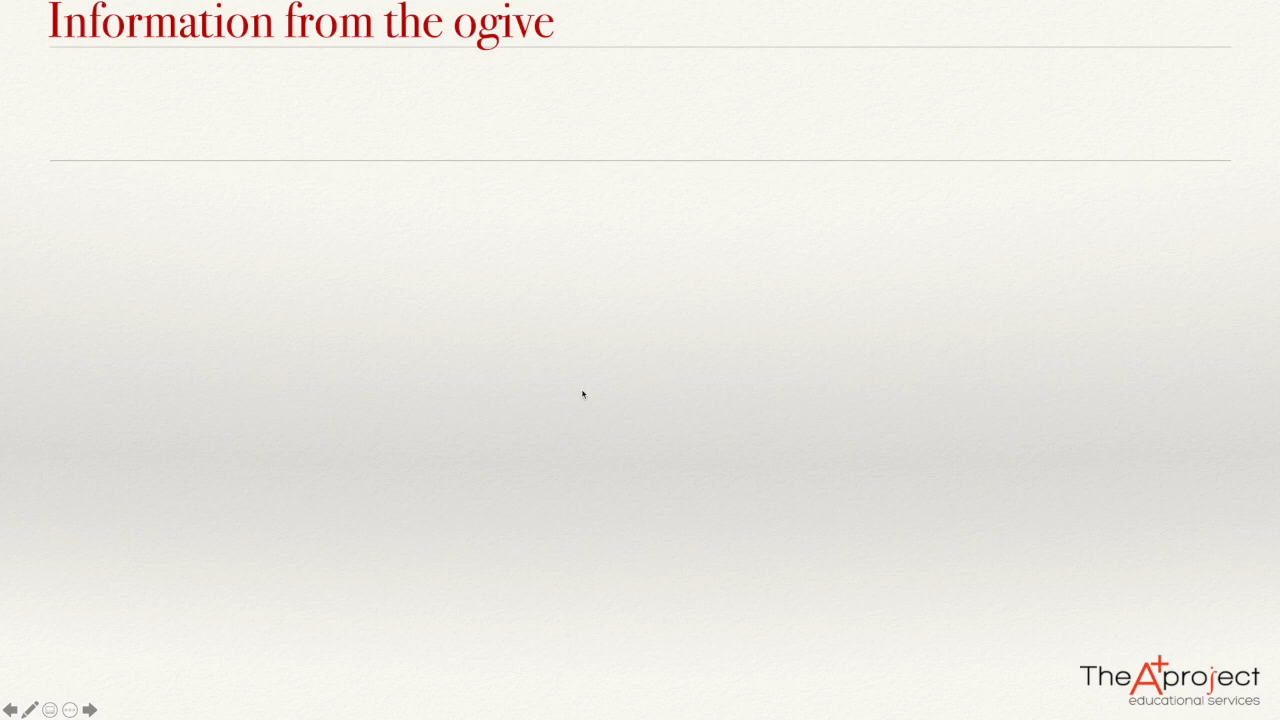 Information from the ogive
The A+ project
educational services